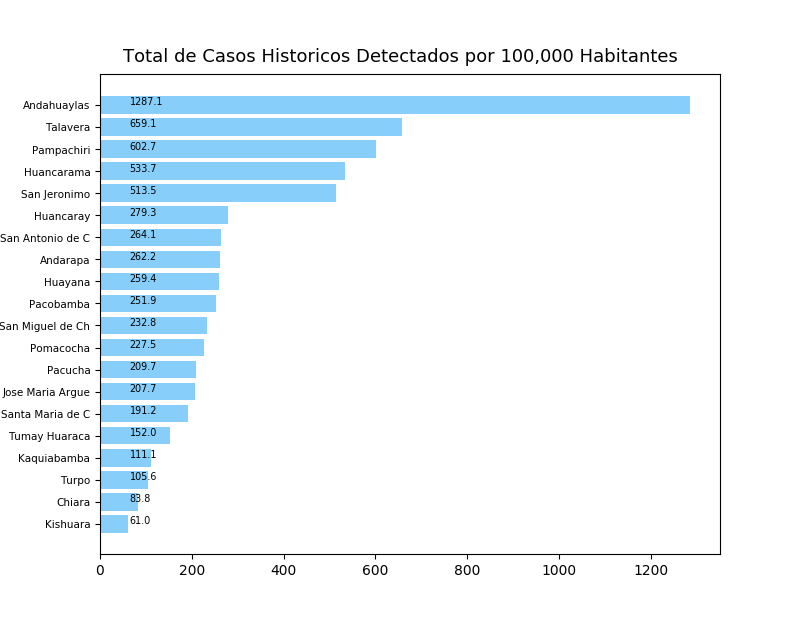 Total de Casos Historicos Detectados por 100,000 Habitantes
Andahuaylas 1287.1
Talavera 659.1
Pampachiri 602.7
Huancarama 533.7
San Jeronimo 513.5
Huancaray 279.3
San Antonio de C 264.1
Andarapa 262.2
Huayana 259.4
Pacobamba 251.9
San Miguel de Ch 232.8
Pomacocha 227.5
Pacucha 209.7
Jose Maria Argue 207.7
Santa Maria de C 191.2
Tumay Huaraca 152.0
Kaquiabamba 111.1
Turpo 105.6
Chiara 83.8
Kishuara 61.0
0 200 400 600 800 1000 1200